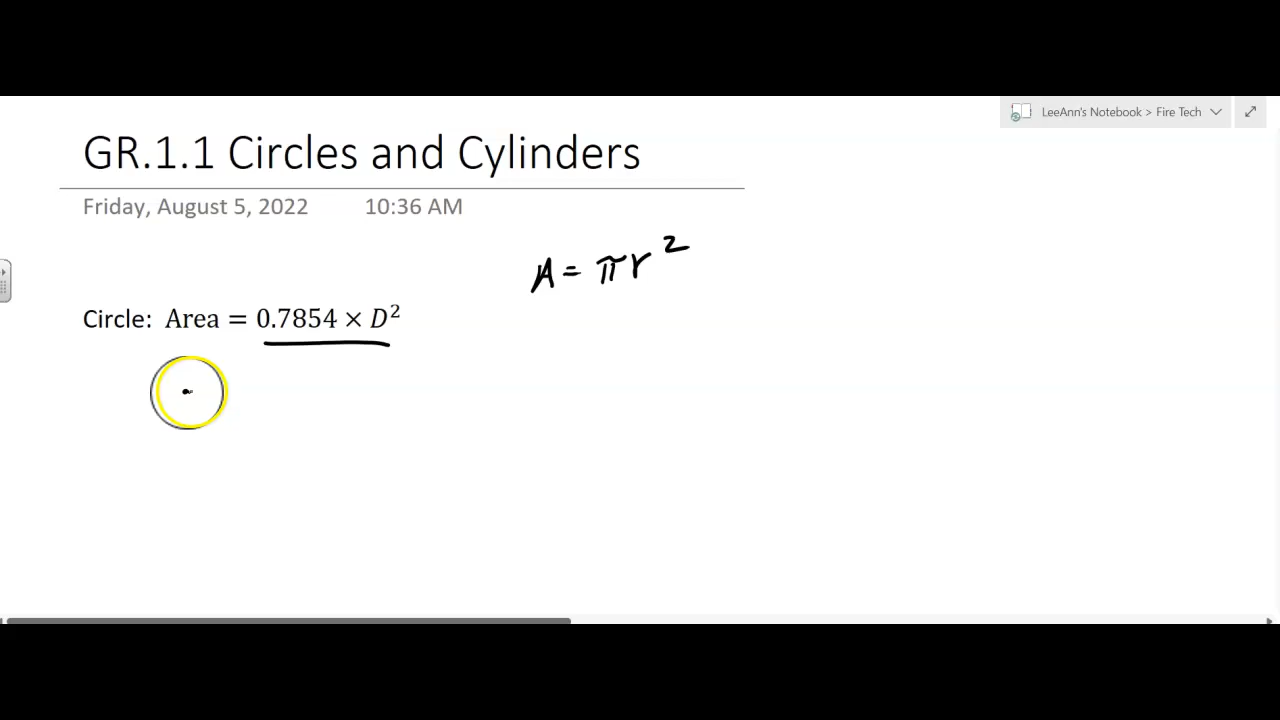 LeeAnn's Notebook > Fire Tech
GR.1.1 Circles and Cylinders
Friday, August 5, 2022 10:36 AM
A = πr²
Circle: Area = 0.7854 × D²